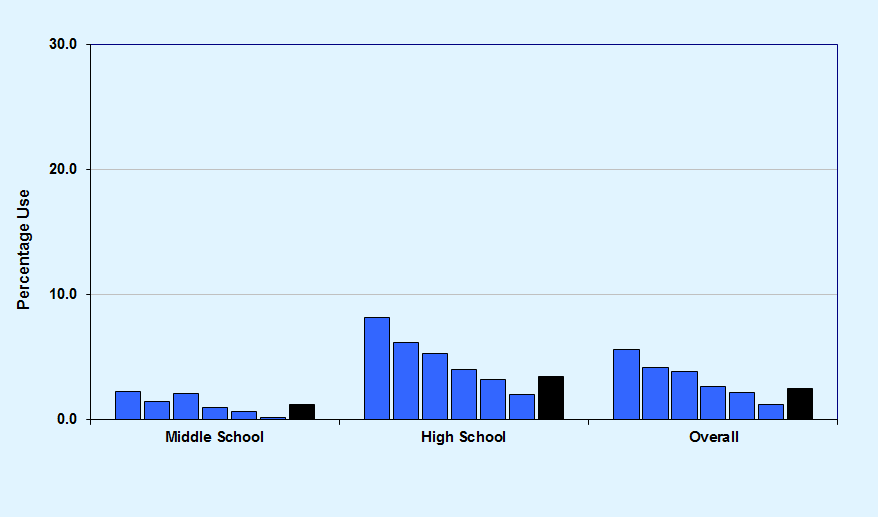 30.0
20.0
10.0
0.0
Percentage Use
Middle School
High School
Overall